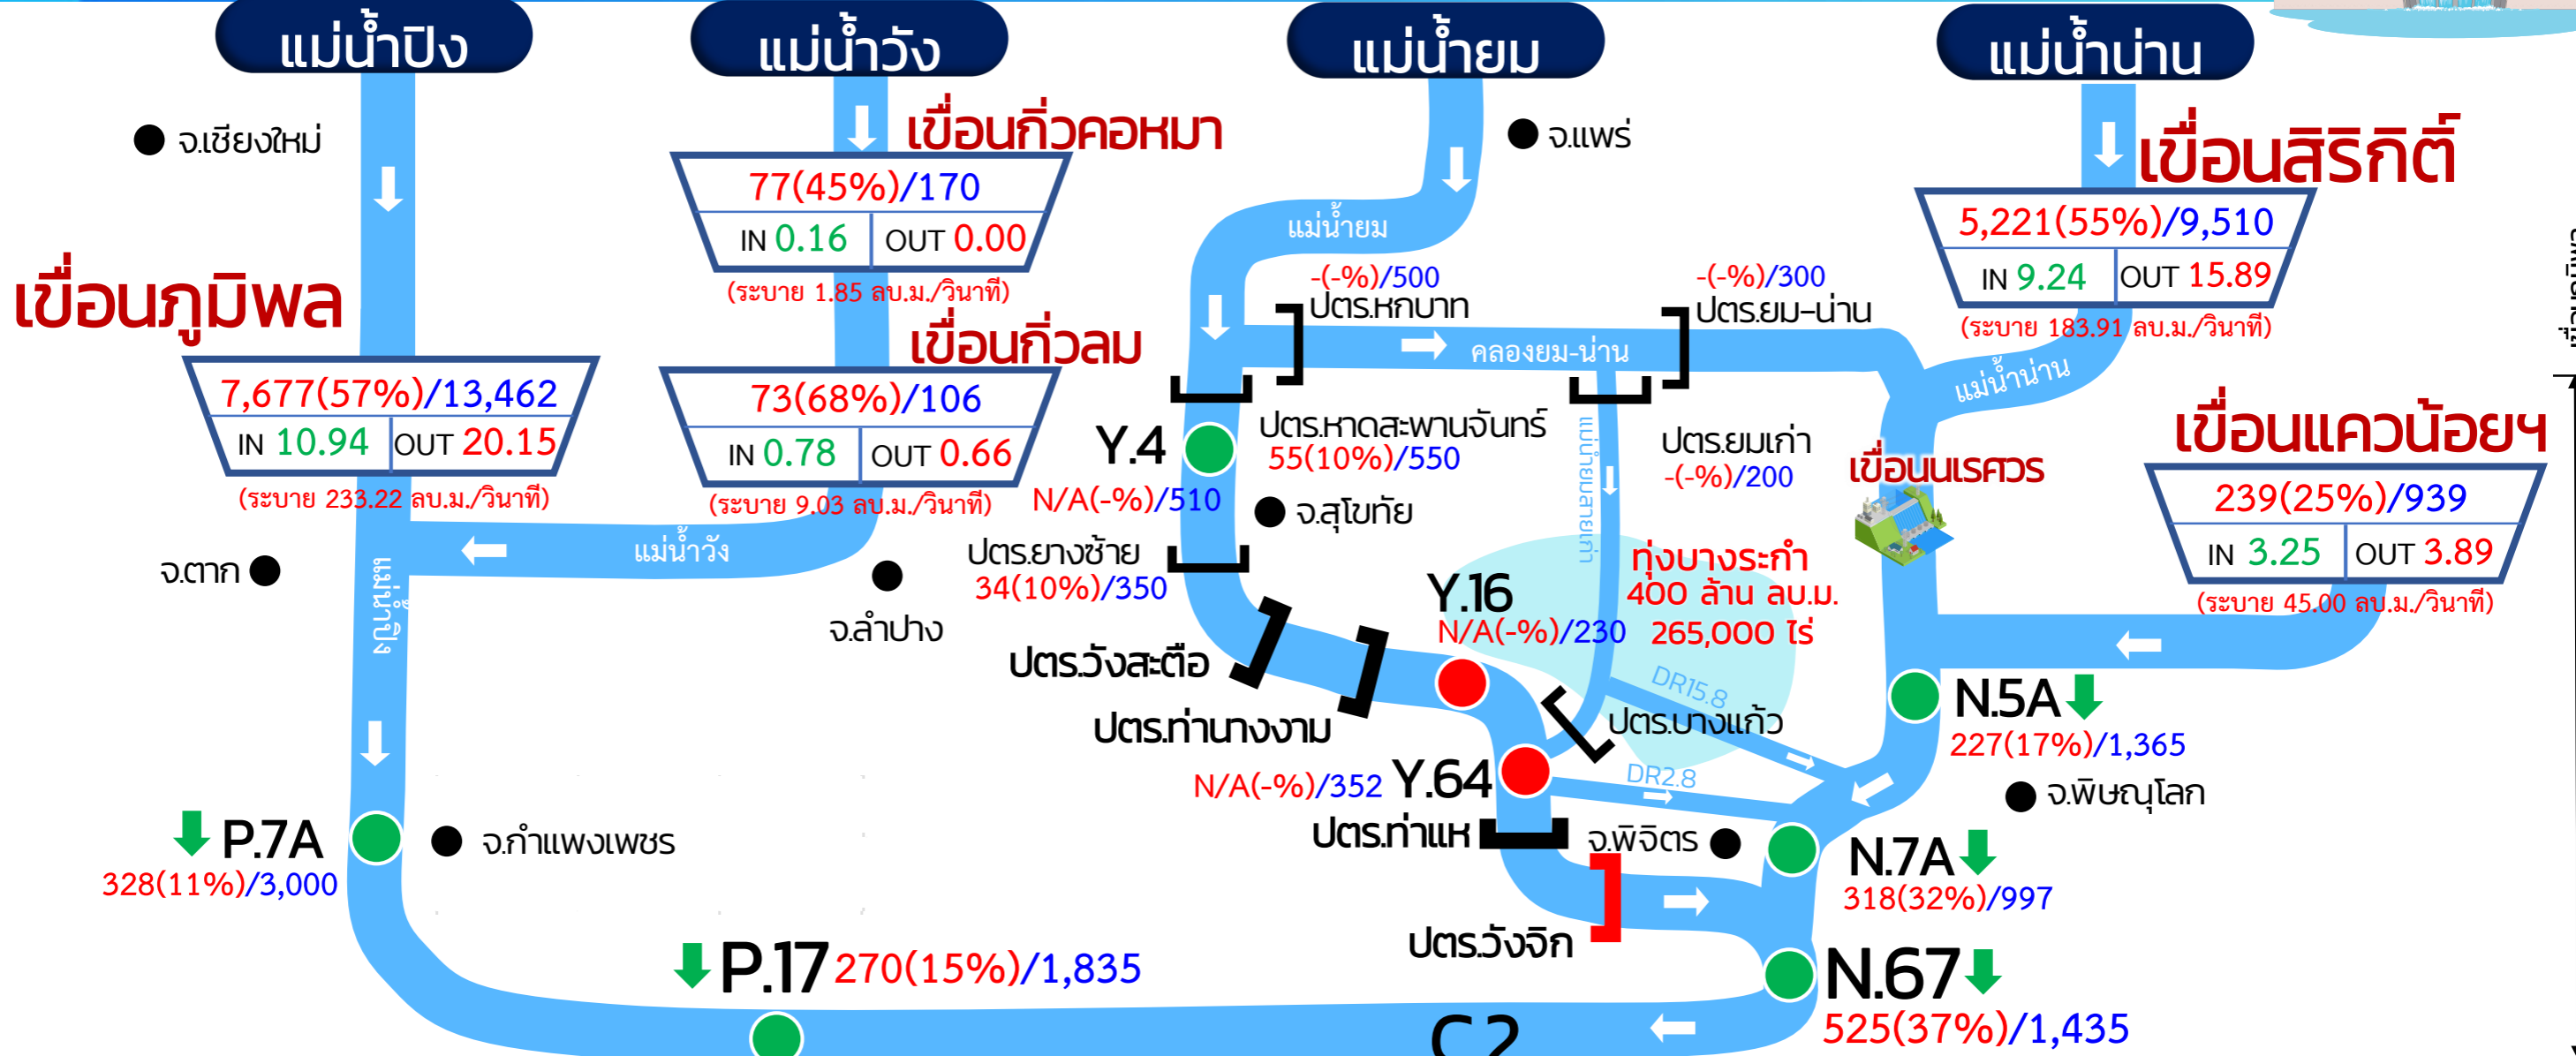 แม่น้ำปิง
แม่น้ำวัง
แม่น้ำยม
แม่น้ำน่าน
จ.เชียงใหม่
เขื่อนกิ่วคอหมา
77(45%)/170
IN 0.16 OUT 0.00
(ระบาย 1.85 ลบ.ม./วินาที)
จ.แพร่
เขื่อนสิริกิติ์
5,221(55%)/9,510
IN 9.24 OUT 15.89
(ระบาย 183.91 ลบ.ม./วินาที)
แม่น้ำยม
แม่น้ำน่าน
เขื่อนภูมิพล
7,677(57%)/13,462
IN 10.94 OUT 20.15
(ระบาย 233.22 ลบ.ม./วินาที)
เขื่อนกิ่วลม
73(68%)/106
IN 0.78 OUT 0.66
(ระบาย 9.03 ลบ.ม./วินาที)
-(-%)/500
ปตร.หกบาท
-(-%)/300
ปตร.ยม-น่าน
คลองยม-น่าน
Y.4
N/A(-%)/510
ปตร.หาดสะพานจันทร์
55(10%)/550
จ.สุโขทัย
แม่น้ำยมสายเก่า
ปตร.ยมเก่า
-(-%)/200
เขื่อนนเรศวร
เขื่อนแควน้อยฯ
239(25%)/939
IN 3.25 OUT 3.89
(ระบาย 45.00 ลบ.ม./วินาที)
จ.ตาก
แม่น้ำปิง
แม่น้ำวัง
จ.ลำปาง
ปตร.ยางซ้าย
34(10%)/350
Y.16
N/A(-%)/230
ทุ่งบางระกำ
400 ล้าน ลบ.ม.
265,000 ไร่
ปตร.วังสะตือ
ปตร.ท่านางงาม
DR15.8
ปตร.บางแก้ว
N.5A
227(17%)/1,365
จ.พิษณุโลก
N/A(-%)/352 Y.64
DR2.8
ปตร.ท่าแห
จ.พิจิตร
N.7A
318(32%)/997
P.7A
328(11%)/3,000
จ.กำแพงเพชร
ปตร.วังจิก
P.17 270(15%)/1,835
N.67
525(37%)/1,435
C.2